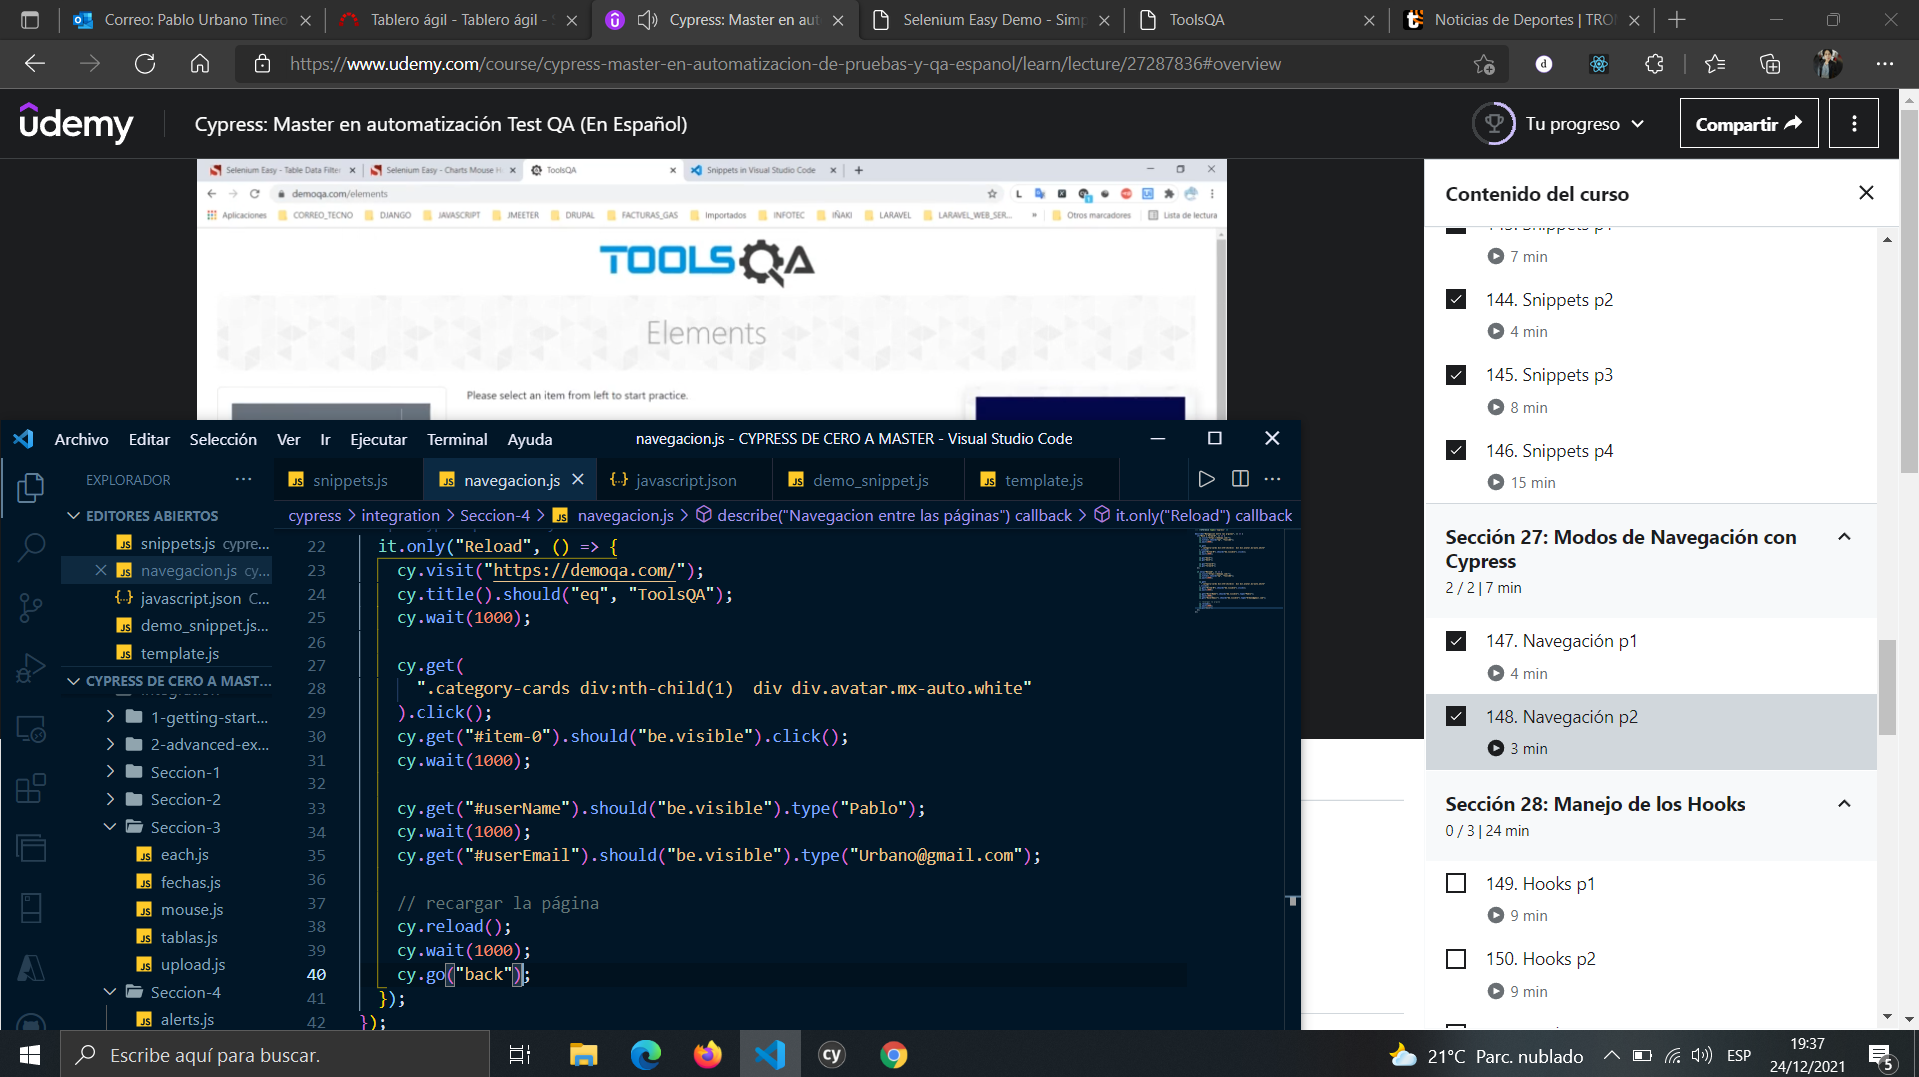 Correo: Pablo Urbano Tineo
Tablero ágil - Tablero ágil -
Cypress: Master en aut
Selenium Easy Demo - Simp
ToolsQA
Noticias de Deportes | TRO
https://www.udemy.com/course/cypress-master-en-automatizacion-de-pruebas-y-qa-espanol/learn/lecture/27287836#overview
udemy
Cypress: Master en automatización Test QA (En Español)
Tu progreso
Compartir
Selenium Easy - Table Data Filter
Selenium Easy - Charts Mouse H
ToolsQA
Snippets in Visual Studio Code
demoqa.com/elements
Aplicaciones
CORREO_TECNO
DJANGO
JAVASCRIPT
JMEETER
DRUPAL
FACTURAS_GAS
Importados
INFOTEC
IÑAKI
LARAVEL
LARAVEL_WEB_SER...
Otros marcadores
Lista de lectura
TOOLSQA
Elements
Please select an item from left to start practice.
Contenido del curso
7 min
144. Snippets p2
4 min
145. Snippets p3
8 min
146. Snippets p4
15 min
Sección 27: Modos de Navegación con
Cypress
2 / 2 | 7 min
147. Navegación p1
4 min
148. Navegación p2
3 min
Sección 28: Manejo de los Hooks
0 / 3 | 24 min
149. Hooks p1
9 min
150. Hooks p2
9 min
Archivo Editar Selección Ver Ir Ejecutar Terminal Ayuda
navegacion.js - CYPRESS DE CERO A MASTER - Visual Studio Code
EXPLORADOR
snippets.js
navegacion.js
javascript.json
demo_snippet.js
template.js
cypress > integration > Seccion-4 > navegacion.js > describe("Navegacion entre las páginas") callback > it.only("Reload") callback
EDITORES ABIERTOS
snippets.js cypre...
navegacion.js cy...
javascript.json C...
demo_snippet.js...
template.js
CYPRESS DE CERO A MAST...
1-getting-start...
2-advanced-ex...
Seccion-1
Seccion-2
Seccion-3
each.js
fechas.js
mouse.js
tablas.js
upload.js
Seccion-4
alerts.js
22 it.only("Reload", () => {
23 cy.visit("https://demoqa.com/");
24 cy.title().should("eq", "ToolsQA");
25 cy.wait(1000);
26
27 cy.get(
28 ".category-cards div:nth-child(1)  div div.avatar.mx-auto.white"
29 ).click();
30 cy.get("#item-0").should("be.visible").click();
31 cy.wait(1000);
32
33 cy.get("#userName").should("be.visible").type("Pablo");
34 cy.wait(1000);
35 cy.get("#userEmail").should("be.visible").type("Urbano@gmail.com");
36
37 // recargar la página
38 cy.reload();
39 cy.wait(1000);
40 cy.go("back");
41 });
42 });
Escribe aquí para buscar.
cy
21°C Parc. nublado
ESP
19:37
24/12/2021
5